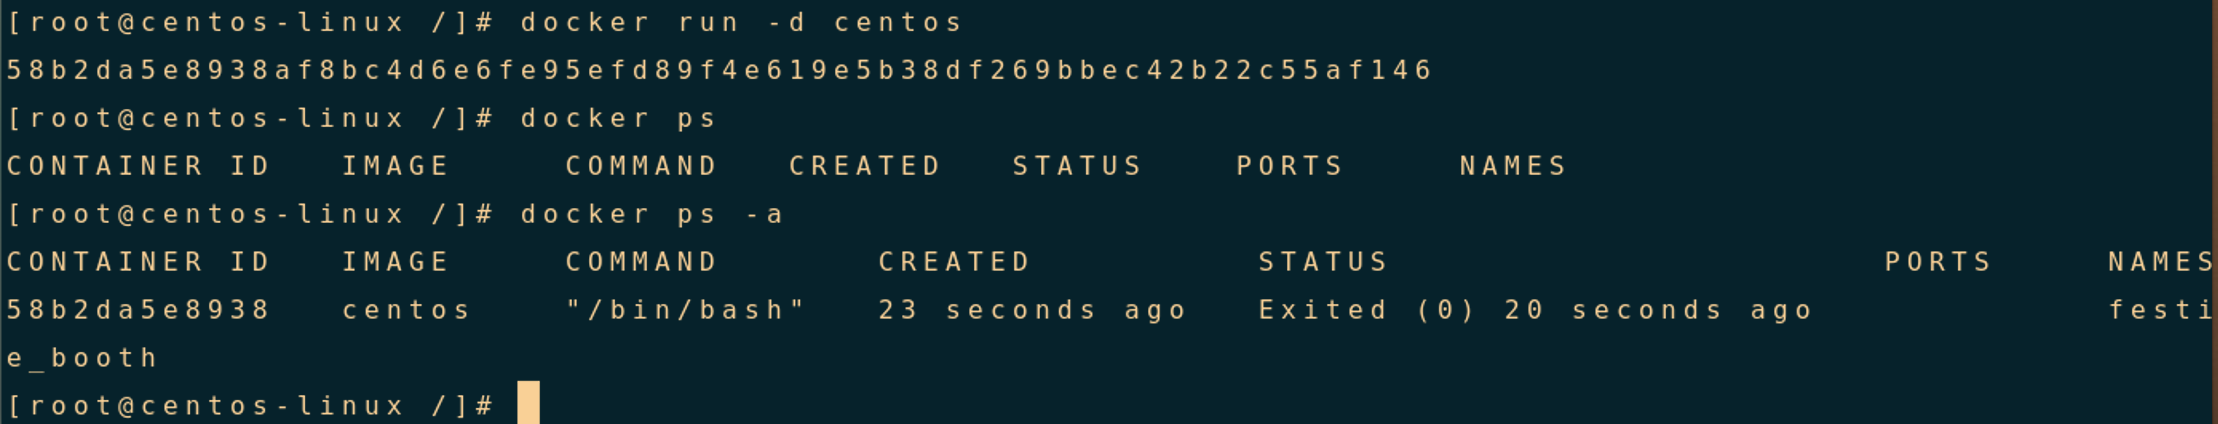 [root@centos-linux /]# docker run -d centos
58b2da5e8938af8bc4d6e6fe95efd89f4e619e5b38df269bbec42b22c55af146
[root@centos-linux /]# docker ps
CONTAINER ID   IMAGE     COMMAND   CREATED   STATUS    PORTS     NAMES
[root@centos-linux /]# docker ps -a
CONTAINER ID   IMAGE     COMMAND       CREATED          STATUS                      PORTS     NAMES
58b2da5e8938   centos    "/bin/bash"   23 seconds ago   Exited (0) 20 seconds ago             festi
e_booth
[root@centos-linux /]#